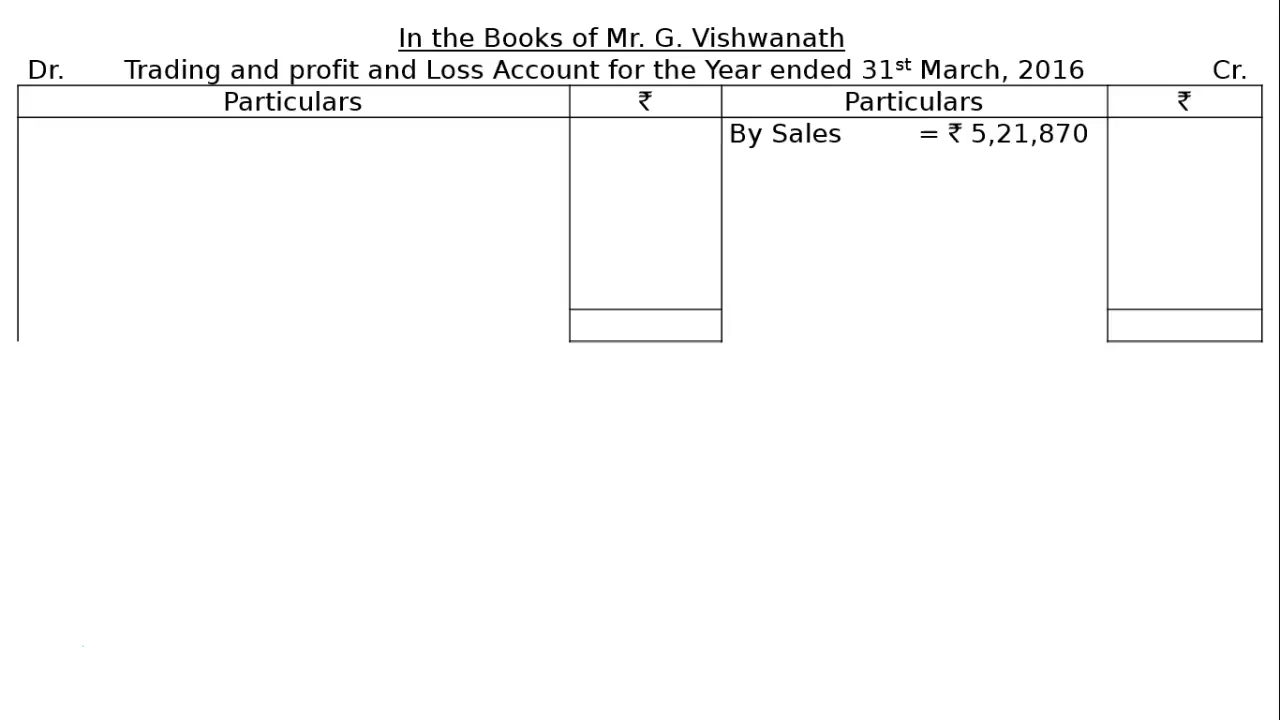 In the Books of Mr. G. Vishwanath
Dr. Trading and profit and Loss Account for the Year ended 31st March, 2016 Cr.
Particulars ₹ Particulars ₹
By Sales = ₹ 5,21,870